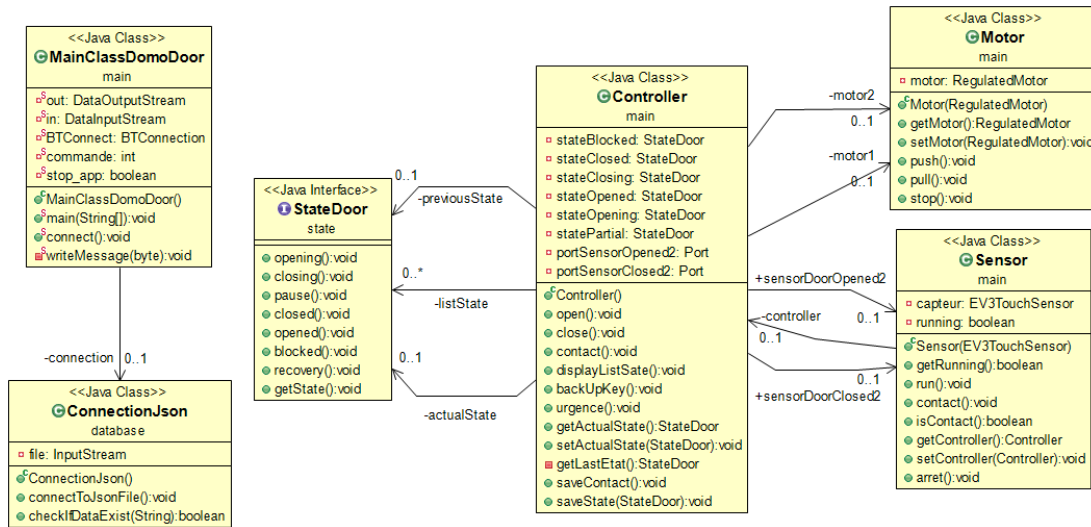 <<Java Class>>
MainClassDomoDoor
main
out: DataOutputStream
in: DataInputStream
BTConnect: BTConnection
commande: int
stop_app: boolean
MainClassDomoDoor()
main(String[]):void
connect():void
writeMessage(byte):void
-connection
0..1
<<Java Class>>
ConnectionJson
database
file: InputStream
ConnectionJson()
connectToJsonFile():void
checkIfDataExist(String):boolean
<<Java Interface>>
StateDoor
state
opening():void
closing():void
pause():void
closed():void
opened():void
blocked():void
recovery():void
getState():void
0..1
-previousState
0..*
-listState
0..1
-actualState
<<Java Class>>
Controller
main
stateBlocked: StateDoor
stateClosed: StateDoor
stateClosing: StateDoor
stateOpened: StateDoor
stateOpening: StateDoor
statePartial: StateDoor
portSensorOpened2: Port
portSensorClosed2: Port
Controller()
open():void
close():void
contact():void
displayListSate():void
backUpKey():void
urgence():void
getActualState():StateDoor
setActualState(StateDoor):void
getLastEtat():StateDoor
saveContact():void
saveState(StateDoor):void
-motor2
0..1
-motor1
0..1
+sensorDoorOpened2
0..1
-controller
0..1
0..1
+sensorDoorClosed2
<<Java Class>>
Motor
main
motor: RegulatedMotor
Motor(RegulatedMotor)
getMotor():RegulatedMotor
setMotor(RegulatedMotor):void
push():void
pull():void
stop():void
<<Java Class>>
Sensor
main
capteur: EV3TouchSensor
running: boolean
Sensor(EV3TouchSensor)
getRunning():boolean
run():void
contact():void
isContact():boolean
getController():Controller
setController(Controller):void
arret():void